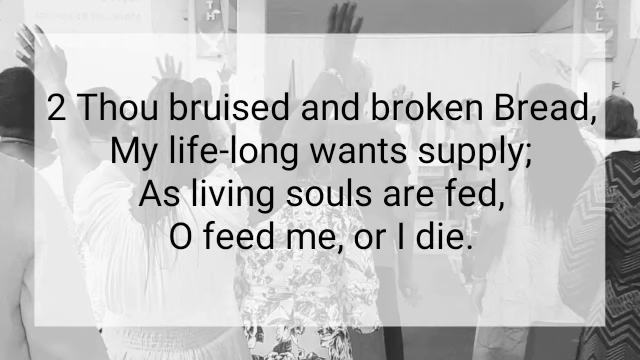 2 Thou bruised and broken Bread,
My life-long wants supply;
As living souls are fed,
O feed me, or I die.